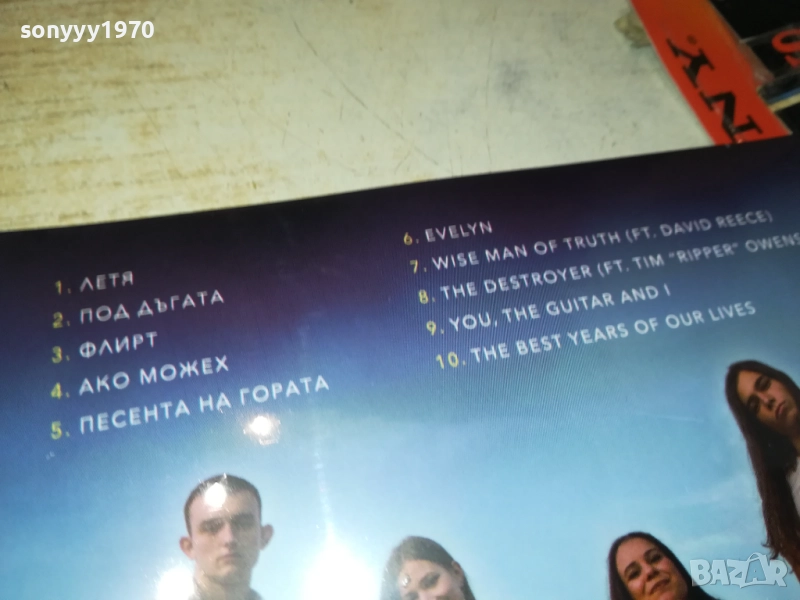 sonyyy1970
NY
1. ЛЕТЯ
2. ПОД ДЪГАТА
3. ФЛИРТ
4. АКО МОЖЕХ
5. ПЕСЕНТА НА ГОРАТА
6. EVELYN
7. WISE MAN OF TRUTH (FT. DAVID REECE)
8. THE DESTROYER (FT. TIM "RIPPER" OWENS
9. YOU, THE GUITAR AND I
10. THE BEST YEARS OF OUR LIVES
BAZAR